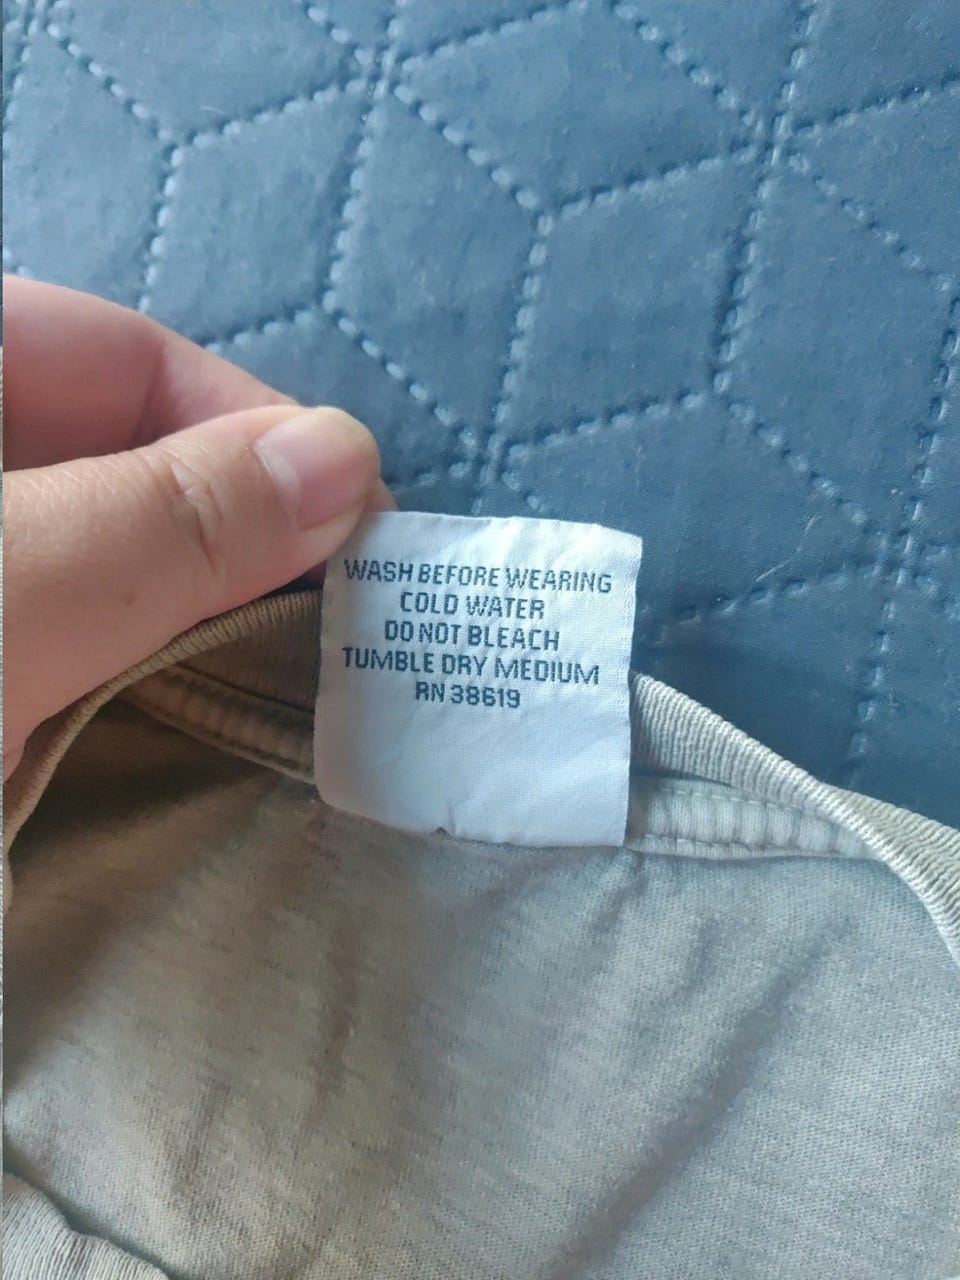 WASH BEFORE WEARING
COLD WATER
DO NOT BLEACH
TUMBLE DRY MEDIUM
RN 38619